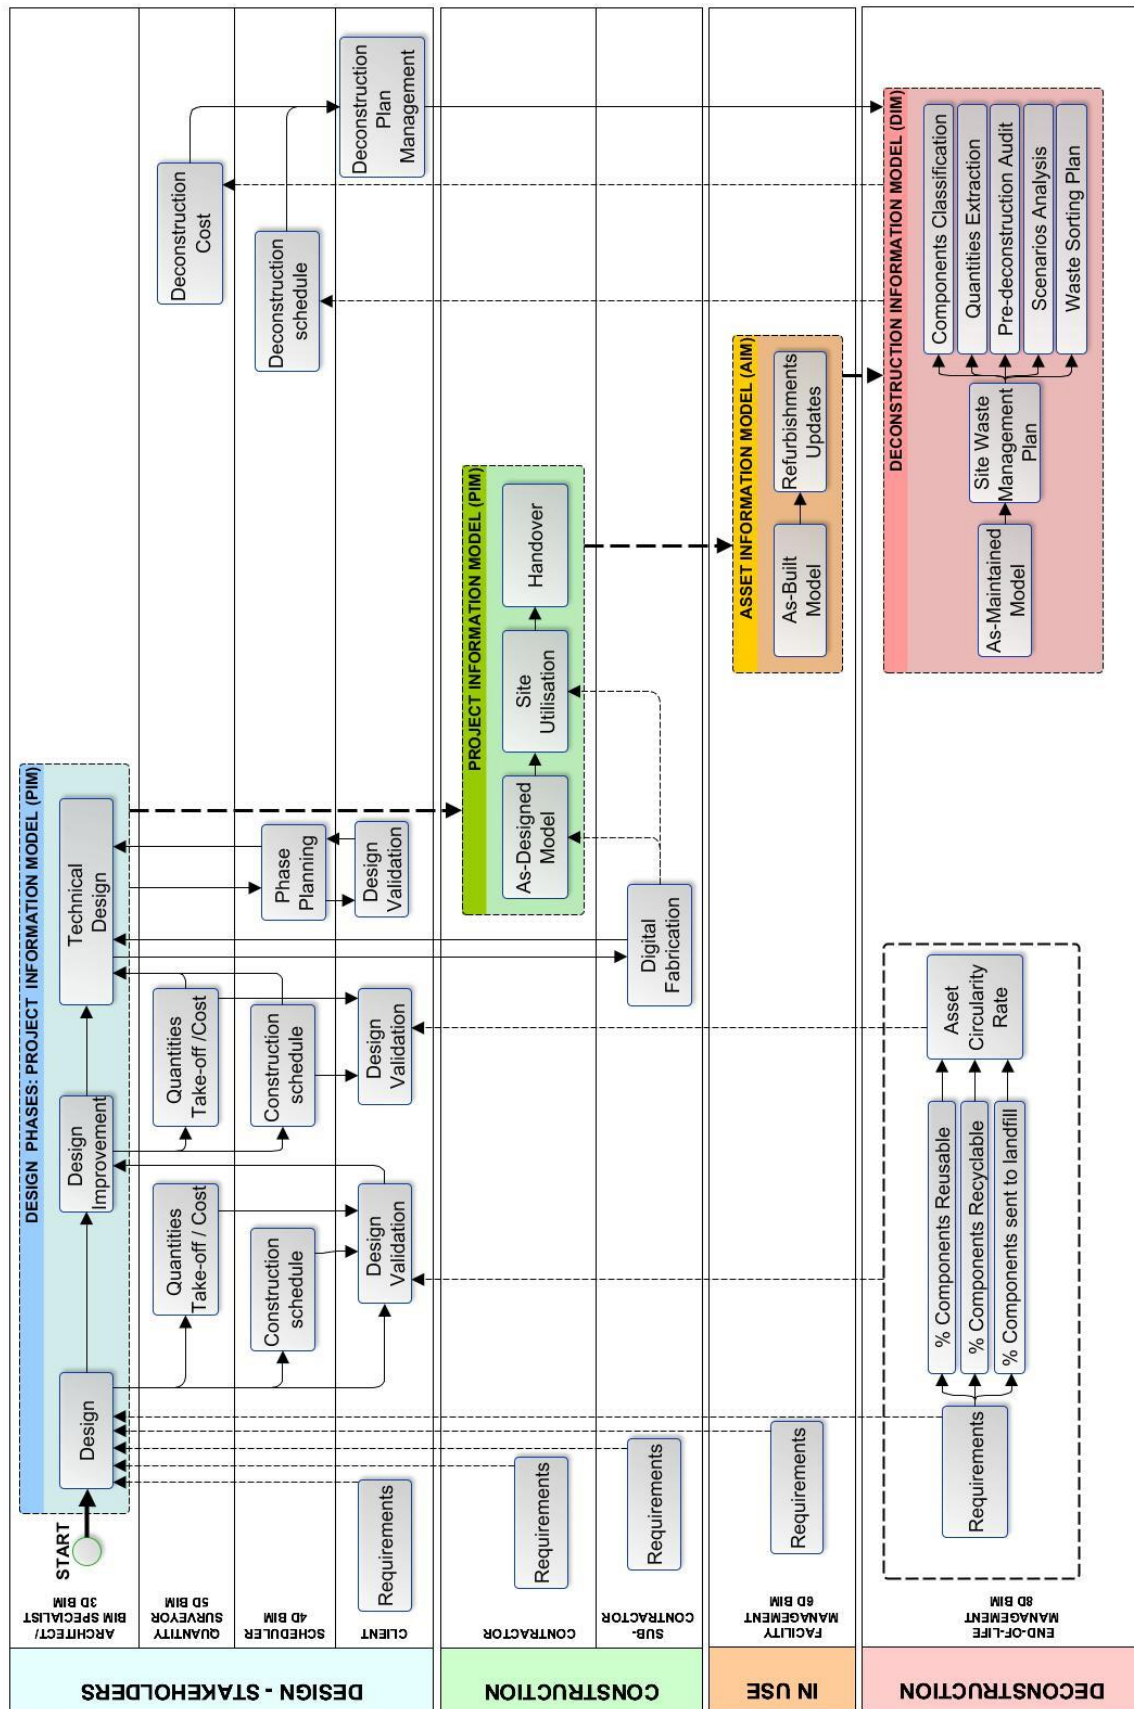 DESIGN - STAKEHOLDERS
ARCHITECT/
BIM SPECIALIST
3D BIM
START
DESIGN PHASES: PROJECT INFORMATION MODEL (PIM)
Design
Design
Improvement
Technical
Design
QUANTITY
SURVEYOR
5D BIM
Quantities
Take-off / Cost
Quantities
Take-off /Cost
Deconstruction
Cost
SCHEDULER
4D BIM
Construction
schedule
Construction
schedule
Phase
Planning
Deconstruction
schedule
CLIENT
Requirements
Design
Validation
Design
Validation
Design
Validation
Deconstruction
Plan
Management
CONSTRUCTION
CONTRACTOR
Requirements
PROJECT INFORMATION MODEL (PIM)
As-Designed
Model
Site
Utilisation
Handover
SUB-
CONTRACTOR
Requirements
Digital
Fabrication
IN USE
FACILITY
MANAGEMENT
6D BIM
Requirements
ASSET INFORMATION MODEL (AIM)
As-Built
Model
Refurbishments
Updates
DECONSTRUCTION
END-OF-LIFE
MANAGEMENT
8D BIM
Requirements
% Components Reusable
% Components Recyclable
% Components sent to landfill
Asset
Circularity
Rate
DECONSTRUCTION INFORMATION MODEL (DIM)
As-Maintained
Model
Site Waste
Management
Plan
Components Classification
Quantities Extraction
Pre-deconstruction Audit
Scenarios Analysis
Waste Sorting Plan